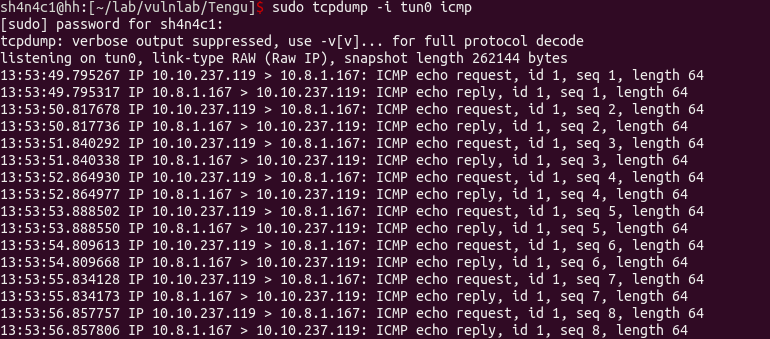 sh4n4c1@hh:[~/lab/vulnlab/Tengu]$ sudo tcpdump -i tun0 icmp
[sudo] password for sh4n4c1:
tcpdump: verbose output suppressed, use -v[v]... for full protocol decode
listening on tun0, link-type RAW (Raw IP), snapshot length 262144 bytes
13:53:49.795267 IP 10.10.237.119 > 10.8.1.167: ICMP echo request, id 1, seq 1, length 64
13:53:49.795317 IP 10.8.1.167 > 10.10.237.119: ICMP echo reply, id 1, seq 1, length 64
13:53:50.817678 IP 10.10.237.119 > 10.8.1.167: ICMP echo request, id 1, seq 2, length 64
13:53:50.817736 IP 10.8.1.167 > 10.10.237.119: ICMP echo reply, id 1, seq 2, length 64
13:53:51.840292 IP 10.10.237.119 > 10.8.1.167: ICMP echo request, id 1, seq 3, length 64
13:53:51.840338 IP 10.8.1.167 > 10.10.237.119: ICMP echo reply, id 1, seq 3, length 64
13:53:52.864930 IP 10.10.237.119 > 10.8.1.167: ICMP echo request, id 1, seq 4, length 64
13:53:52.864977 IP 10.8.1.167 > 10.10.237.119: ICMP echo reply, id 1, seq 4, length 64
13:53:53.888502 IP 10.10.237.119 > 10.8.1.167: ICMP echo request, id 1, seq 5, length 64
13:53:53.888550 IP 10.8.1.167 > 10.10.237.119: ICMP echo reply, id 1, seq 5, length 64
13:53:54.809613 IP 10.10.237.119 > 10.8.1.167: ICMP echo request, id 1, seq 6, length 64
13:53:54.809668 IP 10.8.1.167 > 10.10.237.119: ICMP echo reply, id 1, seq 6, length 64
13:53:55.834128 IP 10.10.237.119 > 10.8.1.167: ICMP echo request, id 1, seq 7, length 64
13:53:55.834173 IP 10.8.1.167 > 10.10.237.119: ICMP echo reply, id 1, seq 7, length 64
13:53:56.857757 IP 10.10.237.119 > 10.8.1.167: ICMP echo request, id 1, seq 8, length 64
13:53:56.857806 IP 10.8.1.167 > 10.10.237.119: ICMP echo reply, id 1, seq 8, length 64